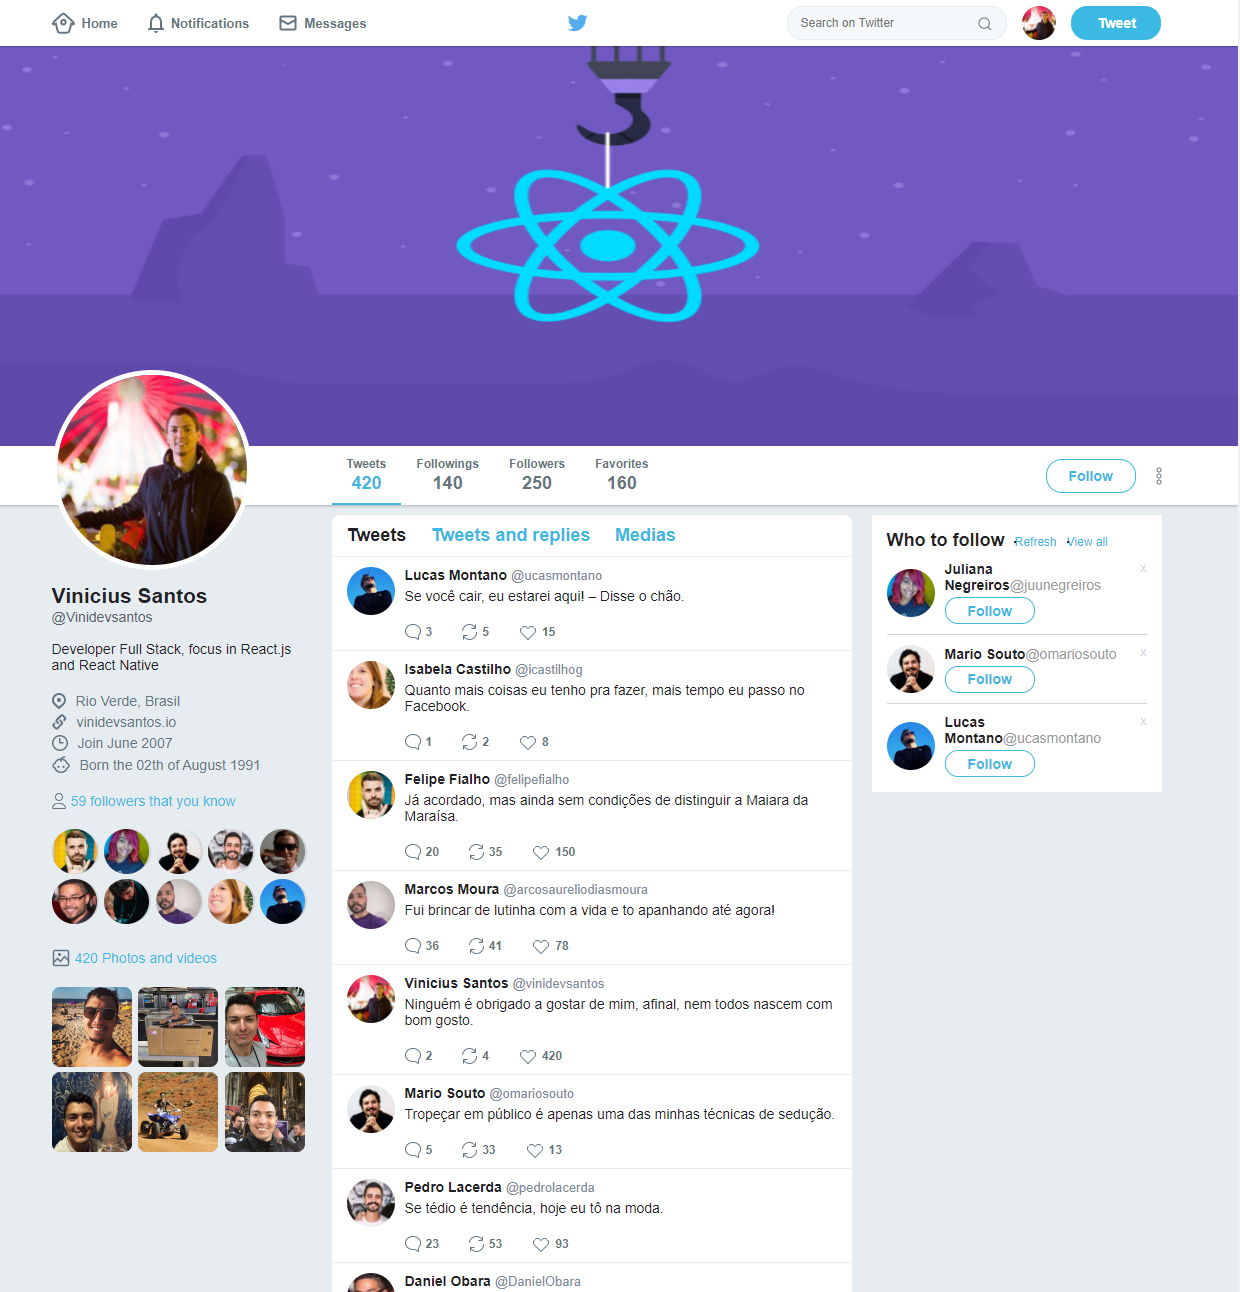 Home
Notifications
Messages
Search on Twitter
Tweet
Tweets
420
Followings
140
Followers
250
Favorites
160
Follow
Vinicius Santos
@Vinidevsantos
Developer Full Stack, focus in React.js
and React Native
Rio Verde, Brasil
vinidevsantos.io
Join June 2007
Born the 02th of August 1991
59 followers that you know
420 Photos and videos
Tweets
Tweets and replies
Medias
Lucas Montano @ucasmontano
Se você cair, eu estarei aqui! – Disse o chão.
3 5 15
Isabela Castilho @icastilhog
Quanto mais coisas eu tenho pra fazer, mais tempo eu passo no
Facebook.
1 2 8
Felipe Fialho @felipefialho
Já acordado, mas ainda sem condições de distinguir a Maiara da
Maraísa.
20 35 150
Marcos Moura @arcosaureliodiasmoura
Fui brincar de lutinha com a vida e to apanhando até agora!
36 41 78
Vinicius Santos @vinidevsantos
Ninguém é obrigado a gostar de mim, afinal, nem todos nascem com
bom gosto.
2 4 420
Mario Souto @omariosouto
Tropeçar em público é apenas uma das minhas técnicas de sedução.
5 33 13
Pedro Lacerda @pedrolacerda
Se tédio é tendência, hoje eu tô na moda.
23 53 93
Daniel Obara @DanielObara
Who to follow
Refresh
View all
Juliana
Negreiros@juunegreiros
x
Follow
Mario Souto@omariosouto
x
Follow
Lucas
Montano@ucasmontano
x
Follow